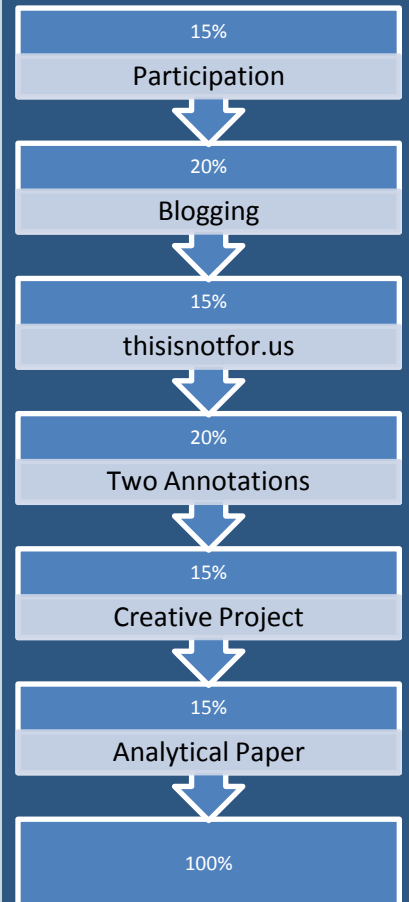 15%
Participation
20%
Blogging
15%
thisisnotfor.us
20%
Two Annotations
15%
Creative Project
15%
Analytical Paper
100%